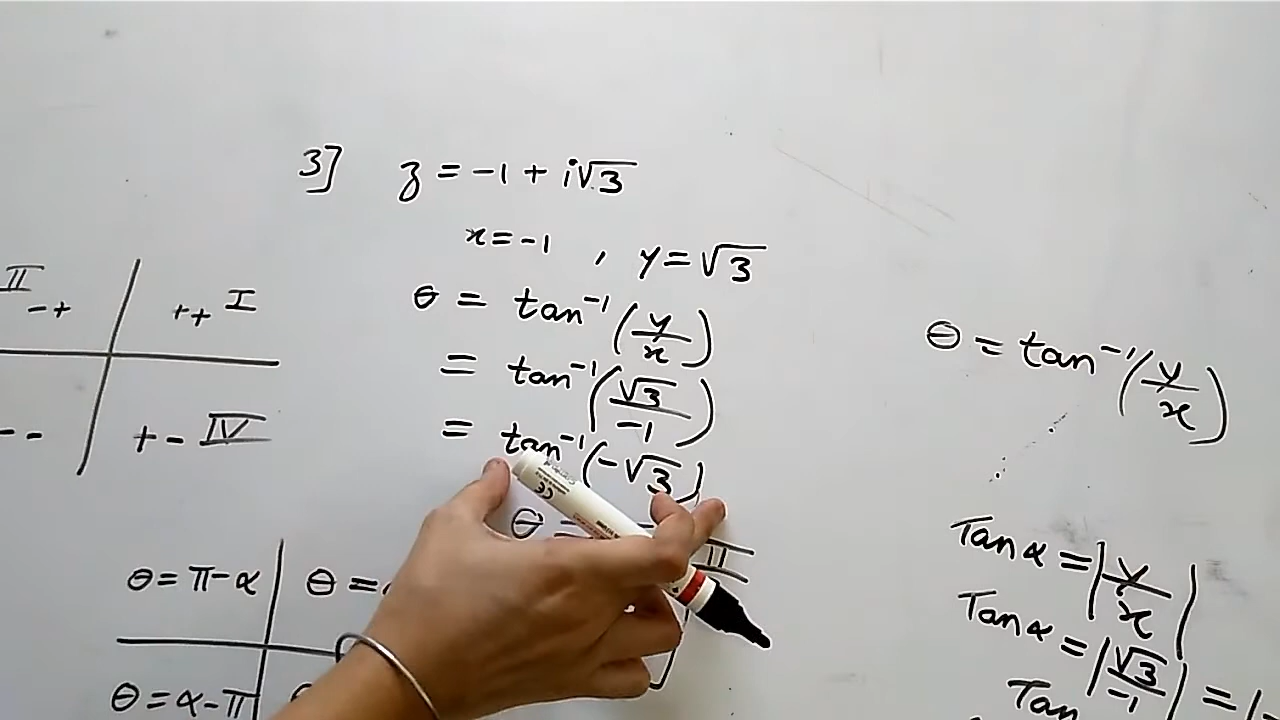 3] z = -1 + i√3
x = -1 , y = √3
θ = tan⁻¹(y/x)
= tan⁻¹(√3/-1)
= tan⁻¹(-√3)
θ =
II
-+
++ I
--
+- IV
θ = π-α
θ =
θ = α-π
θ = tan⁻¹(y/x)
Tan α = |y/x|
Tan α = |√3/-1| =
Tan